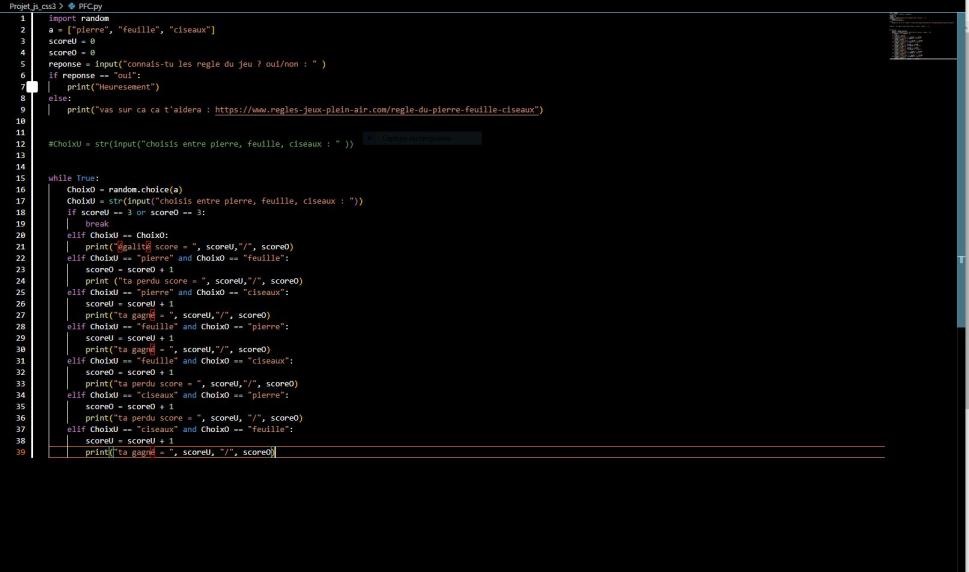 Projet_js_css3 > PFC.py
1 import random
2 a = ["pierre", "feuille", "ciseaux"]
3 scoreU = 0
4 scoreO = 0
5 reponse = input("connais-tu les regle du jeu ? oui/non : " )
6 if reponse == "oui":
7 print("Heuresement")
8 else:
9 print("vas sur ca ca t'aidera : https://www.regles-jeux-plein-air.com/regle-du-pierre-feuille-ciseaux")
10
11
12 #ChoixU = str(input("choisis entre pierre, feuille, ciseaux : " ))
13
14
15 while True:
16 ChoixO = random.choice(a)
17 ChoixU = str(input("choisis entre pierre, feuille, ciseaux : "))
18 if scoreU == 3 or scoreO == 3:
19 break
20 elif ChoixU == ChoixO:
21 print("égalité score = ", scoreU,"/", scoreO)
22 elif ChoixU == "pierre" and ChoixO == "feuille":
23 scoreO = scoreO + 1
24 print ("ta perdu score = ", scoreU,"/", scoreO)
25 elif ChoixU == "pierre" and ChoixO == "ciseaux":
26 scoreU = scoreU + 1
27 print("ta gagné = ", scoreU,"/", scoreO)
28 elif ChoixU == "feuille" and ChoixO == "pierre":
29 scoreU = scoreU + 1
30 print("ta gagné = ", scoreU,"/", scoreO)
31 elif ChoixU == "feuille" and ChoixO == "ciseaux":
32 scoreO = scoreO + 1
33 print("ta perdu score = ", scoreU,"/", scoreO)
34 elif ChoixU == "ciseaux" and ChoixO == "pierre":
35 scoreO = scoreO + 1
36 print("ta perdu score = ", scoreU, "/", scoreO)
37 elif ChoixU == "ciseaux" and ChoixO == "feuille":
38 scoreU = scoreU + 1
39 print("ta gagné = ", scoreU, "/", scoreO)